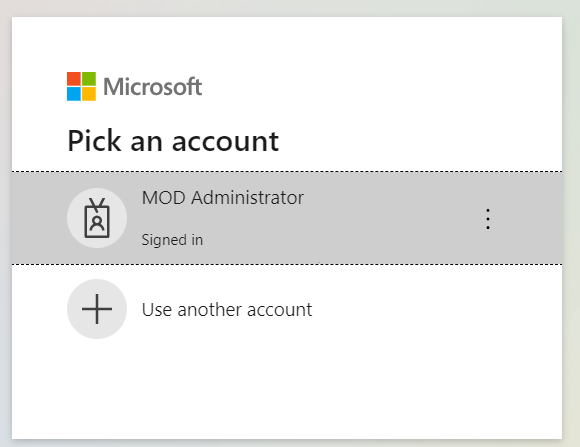 Microsoft
Pick an account
MOD Administrator
Signed in
Use another account